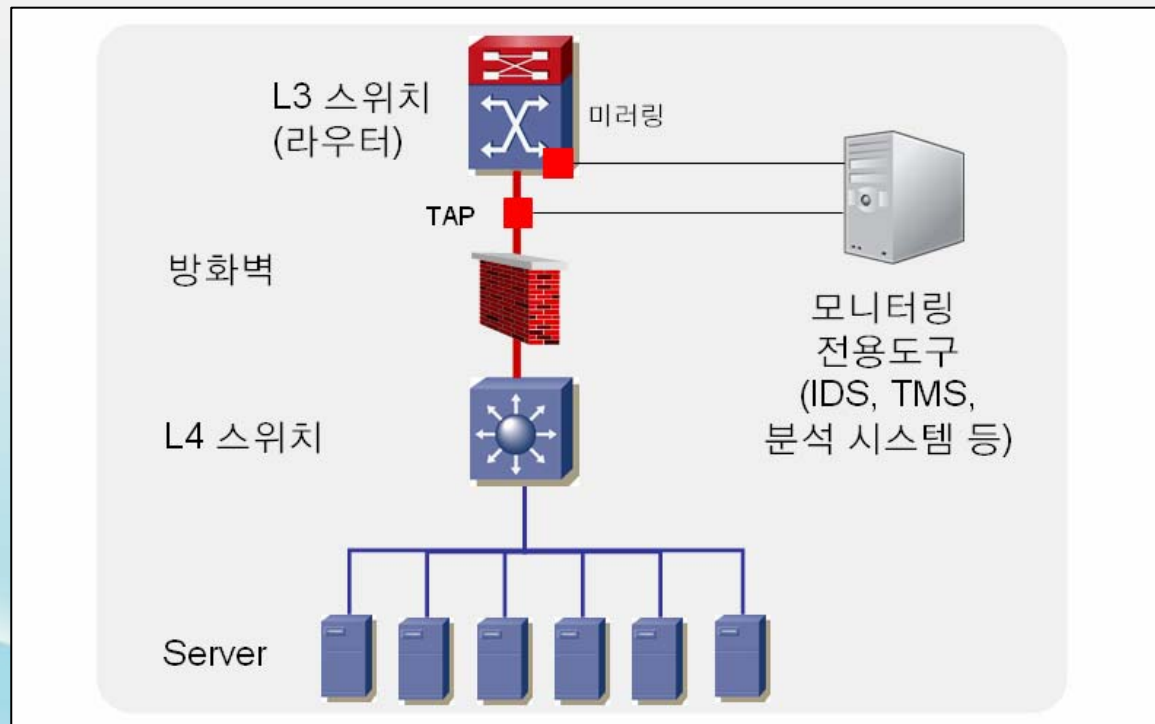 L3 스위치
(라우터)
미러링
TAP
방화벽
모니터링
전용도구
(IDS, TMS,
분석 시스템 등)
L4 스위치
Server